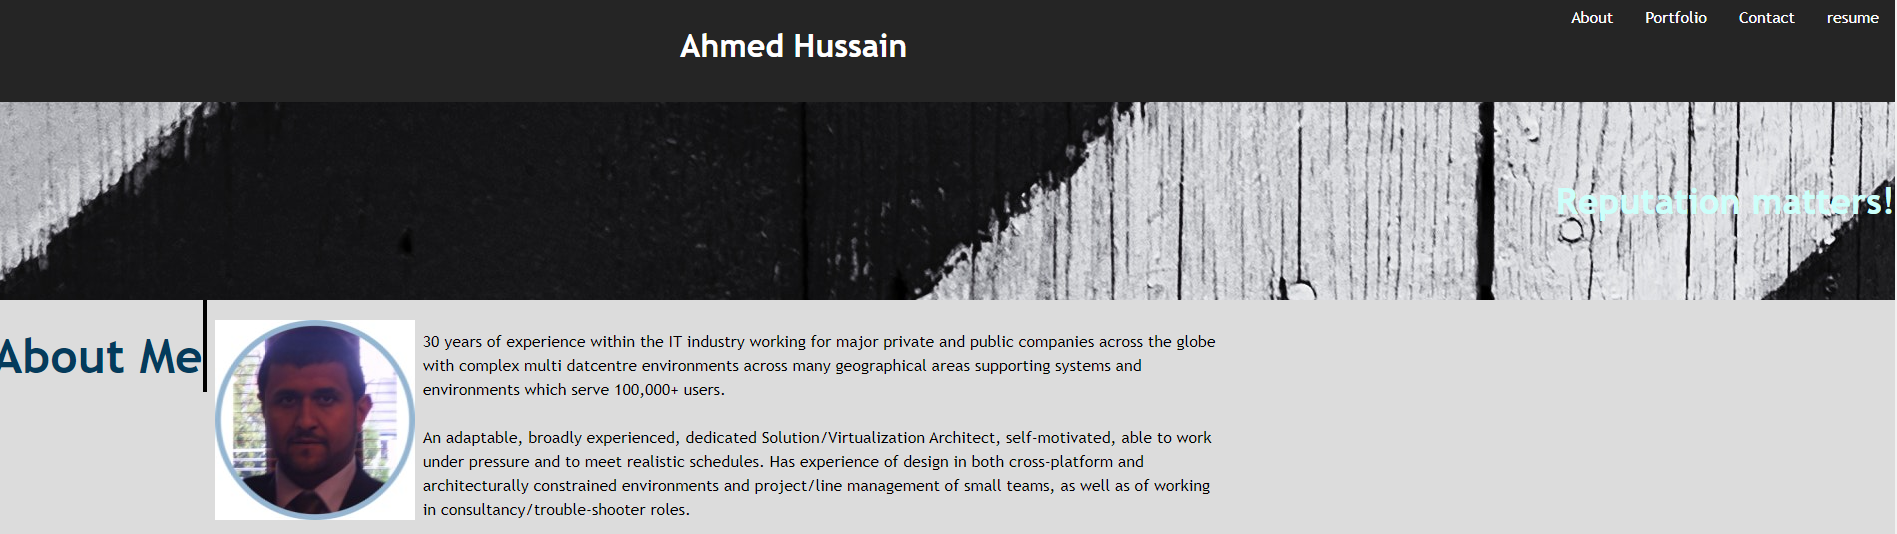 About Portfolio Contact resume
Ahmed Hussain
Reputation matters!
About Me
30 years of experience within the IT industry working for major private and public companies across the globe
with complex multi datcentre environments across many geographical areas supporting systems and
environments which serve 100,000+ users.
An adaptable, broadly experienced, dedicated Solution/Virtualization Architect, self-motivated, able to work
under pressure and to meet realistic schedules. Has experience of design in both cross-platform and
architecturally constrained environments and project/line management of small teams, as well as of working
in consultancy/trouble-shooter roles.